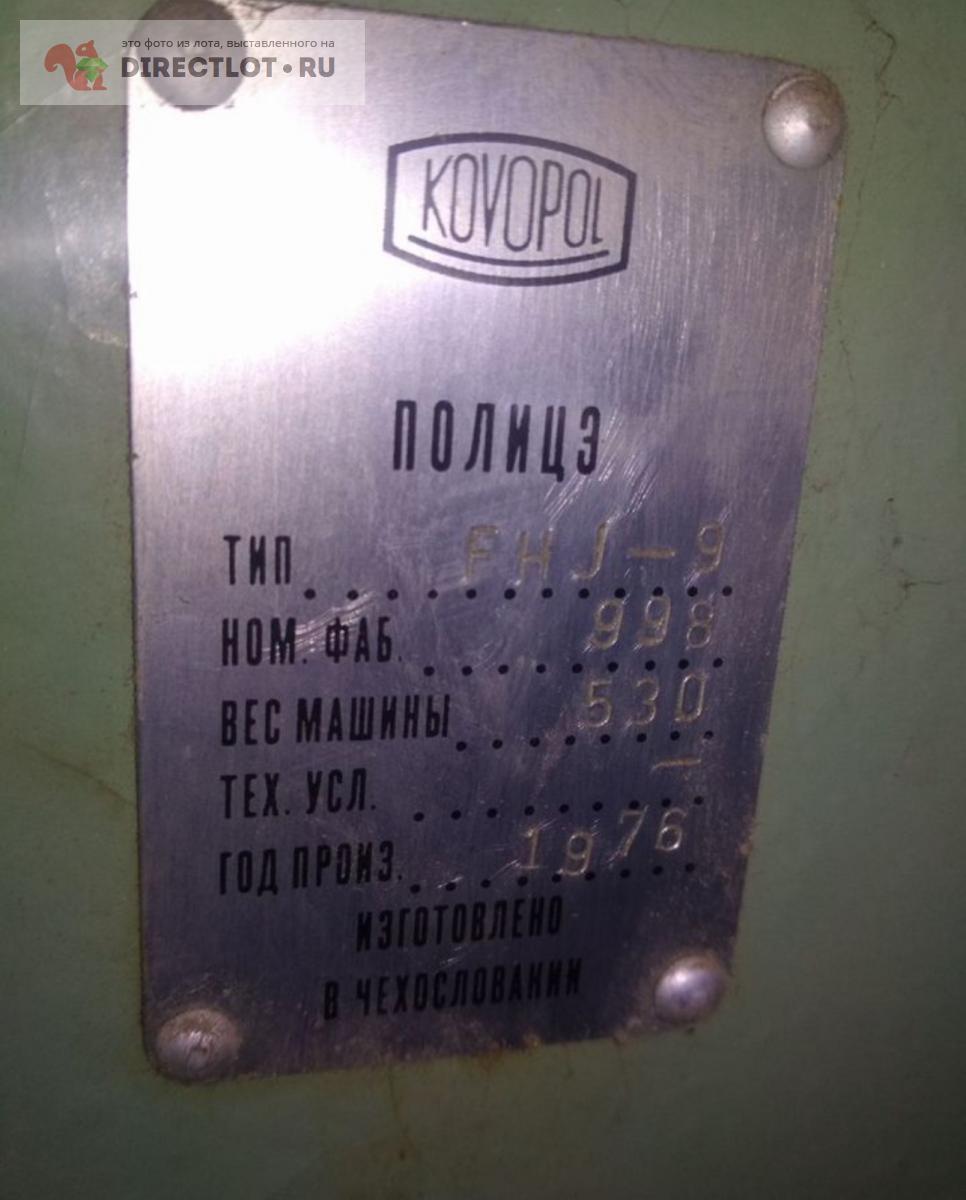 это фото из лота, выставленного на
DIRECTLOT•RU
KOVOPOL
ПОЛИЦЭ
ТИП FHJ—9
НОМ. ФАБ. 998
ВЕС МАШИНЫ 530
ТЕХ. УСЛ. —
ГОД ПРОИЗ. 1976
ИЗГОТОВЛЕНО
В ЧЕХОСЛОВАКИИ